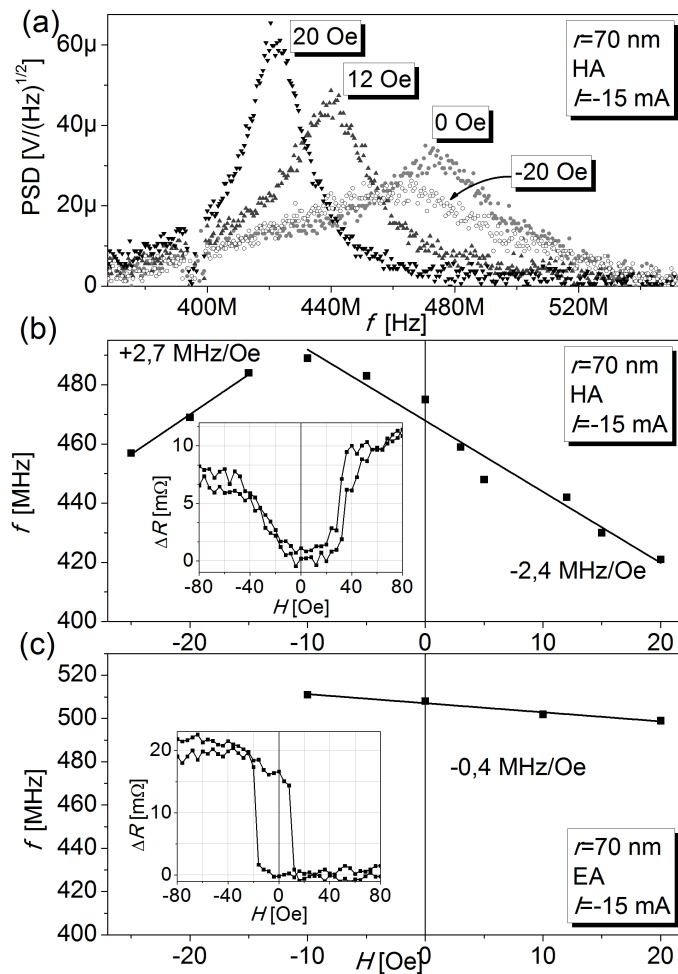 (a)
60µ
40µ
20µ
0
PSD [V/(Hz)^1/2]
20 Oe
12 Oe
0 Oe
-20 Oe
r=70 nm
HA
I=-15 mA
400M 440M 480M 520M
f [Hz]
(b)
+2,7 MHz/Oe
r=70 nm
HA
I=-15 mA
480
460
440
420
400
f [MHz]
10
5
0
ΔR [mΩ]
-80 -40 0 40 80
H [Oe]
-2,4 MHz/Oe
-20 -10 0 10 20
(c)
520
500
480
460
440
420
400
f [MHz]
-0,4 MHz/Oe
20
10
0
ΔR [mΩ]
-80 -40 0 40 80
H [Oe]
r=70 nm
EA
I=-15 mA
-20 -10 0 10 20
H [Oe]